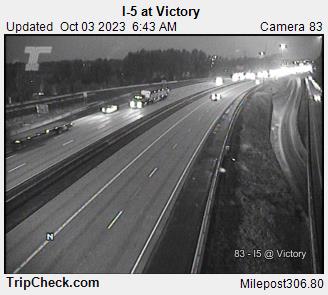 I-5 at Victory
Updated Oct 03 2023 6:43 AM Camera 83
T
N
83 - I5 @ Victory
TripCheck.com Milepost306.80